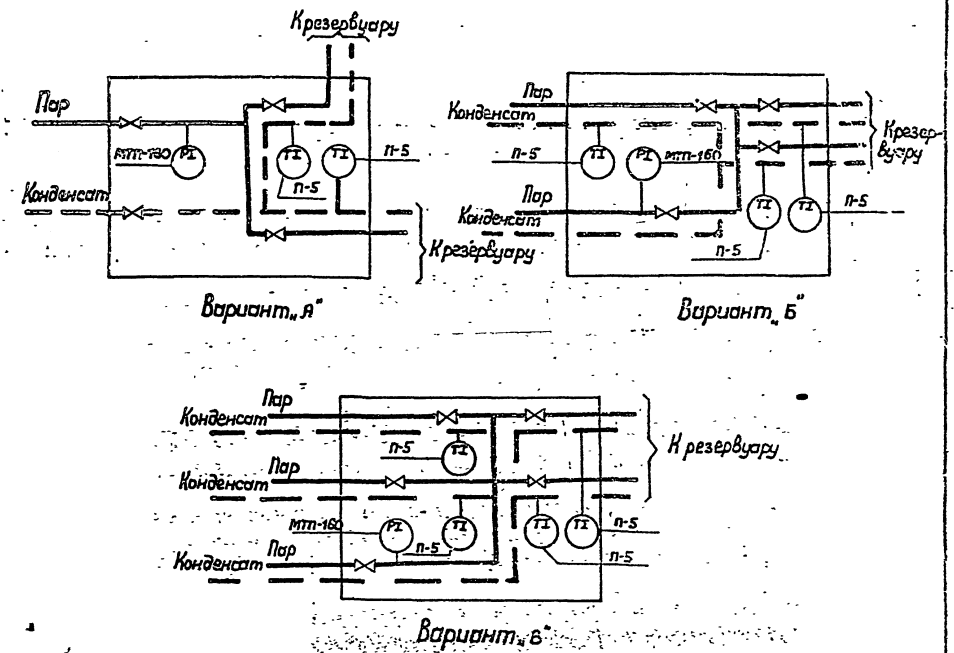 К резервуару
Пар
МТП-160
PI
TI
TI
П-5
П-5
Конденсат
К резервуару
Вариант „А"
Пар
Конденсат
П-5
TI
PI
МТП-160
К резер-
вуару
Пар
Конденсат
TI
TI
П-5
П-5
Вариант „Б"
Пар
Конденсат
П-5
TI
К резервуару
Пар
Конденсат
МТП-160
PI
TI
П-5
TI
TI
П-5
П-5
Пар
Конденсат
Вариант „В"